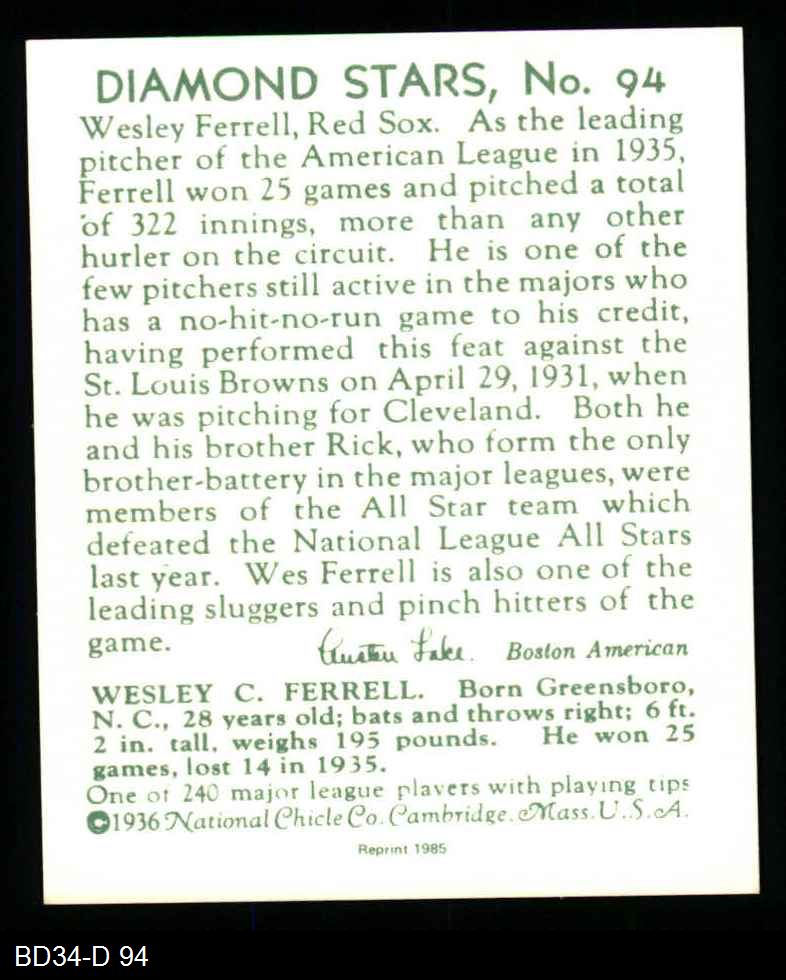 DIAMOND STARS, No. 94
Wesley Ferrell, Red Sox. As the leading
pitcher of the American League in 1935,
Ferrell won 25 games and pitched a total
of 322 innings, more than any other
hurler on the circuit. He is one of the
few pitchers still active in the majors who
has a no-hit-no-run game to his credit,
having performed this feat against the
St. Louis Browns on April 29, 1931, when
he was pitching for Cleveland. Both he
and his brother Rick, who form the only
brother-battery in the major leagues, were
members of the All Star team which
defeated the National League All Stars
last year. Wes Ferrell is also one of the
leading sluggers and pinch hitters of the
game. Austen Lake. Boston American
WESLEY C. FERRELL. Born Greensboro,
N. C., 28 years old; bats and throws right; 6 ft.
2 in. tall, weighs 195 pounds. He won 25
games, lost 14 in 1935.
One of 240 major league players with playing tips
©1936 National Chicle Co. Cambridge. Mass. U.S.A.
Reprint 1985
BD34-D 94